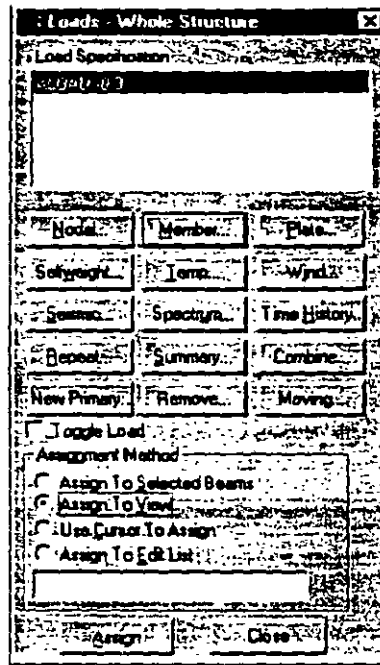 : Loads - Whole Structure
Load Specification
Nodal... Member... Plate...
Selfweight... Temp... Wind...
Seismic... Spectrum... Time History...
Repeat... Summary... Combine...
New Primary Remove... Moving...
Toggle Load
Assignment Method
Assign To Selected Beams
Assign To View
Use Cursor To Assign
Assign To Edit List
Assign Close